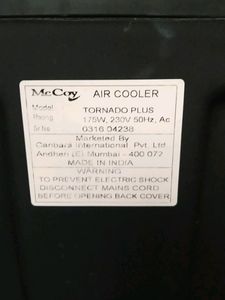 McCoy AIR COOLER
Model TORNADO PLUS
Rating 175W, 230V 50Hz, Ac
Sr No 0316 04238
Marketed By
Canbara International Pvt. Ltd.
Andheri (E) Mumbai - 400 072
MADE IN INDIA
WARNING
TO PREVENT ELECTRIC SHOCK
DISCONNECT MAINS CORD
BEFORE OPENING BACK COVER